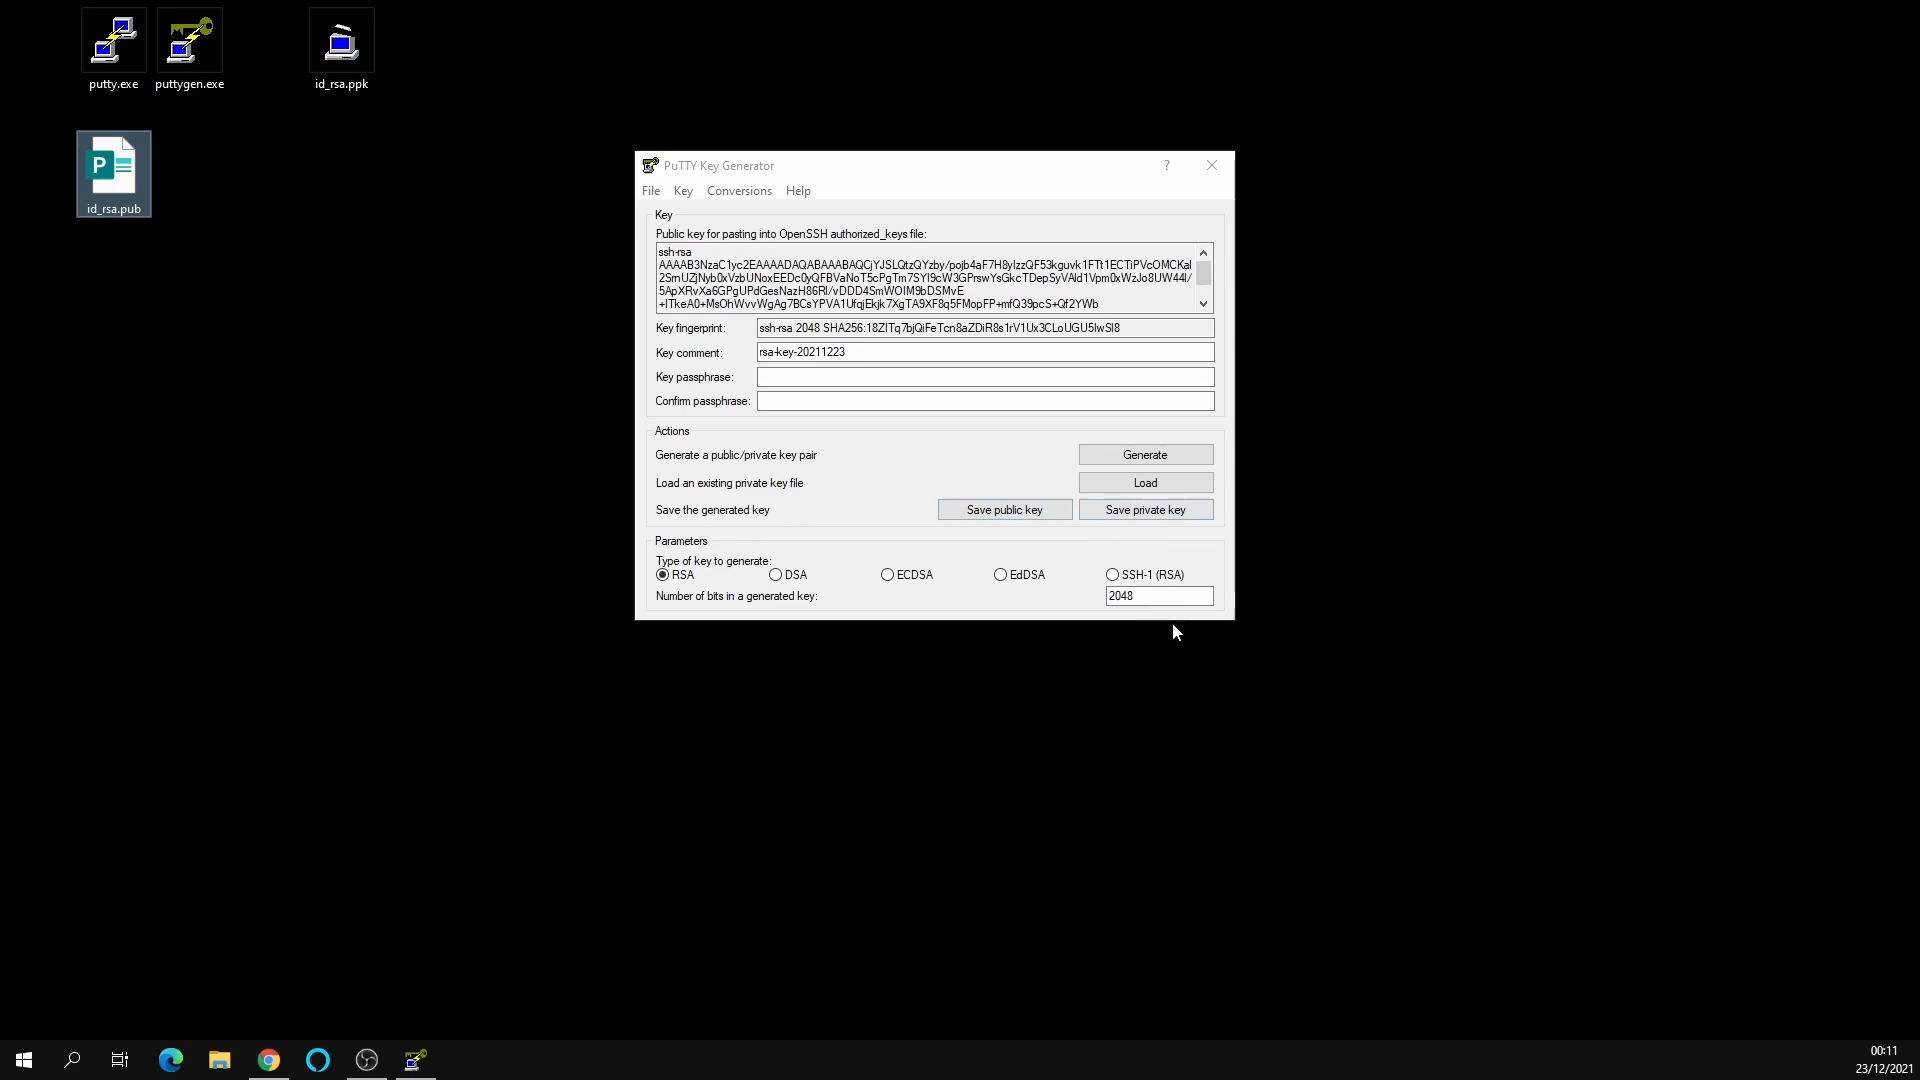 putty.exe
puttygen.exe
id_rsa.ppk
P
id_rsa.pub
PuTTY Key Generator
?
File Key Conversions Help
Key
Public key for pasting into OpenSSH authorized_keys file:
ssh-rsa
Key fingerprint:
ssh-rsa 2048
Key comment:
rsa-key-20211223
Key passphrase:
Confirm passphrase:
Actions
Generate a public/private key pair
Generate
Load an existing private key file
Load
Save the generated key
Save public key
Save private key
Parameters
Type of key to generate:
RSA
DSA
ECDSA
EdDSA
SSH-1 (RSA)
Number of bits in a generated key:
2048
00:11
23/12/2021